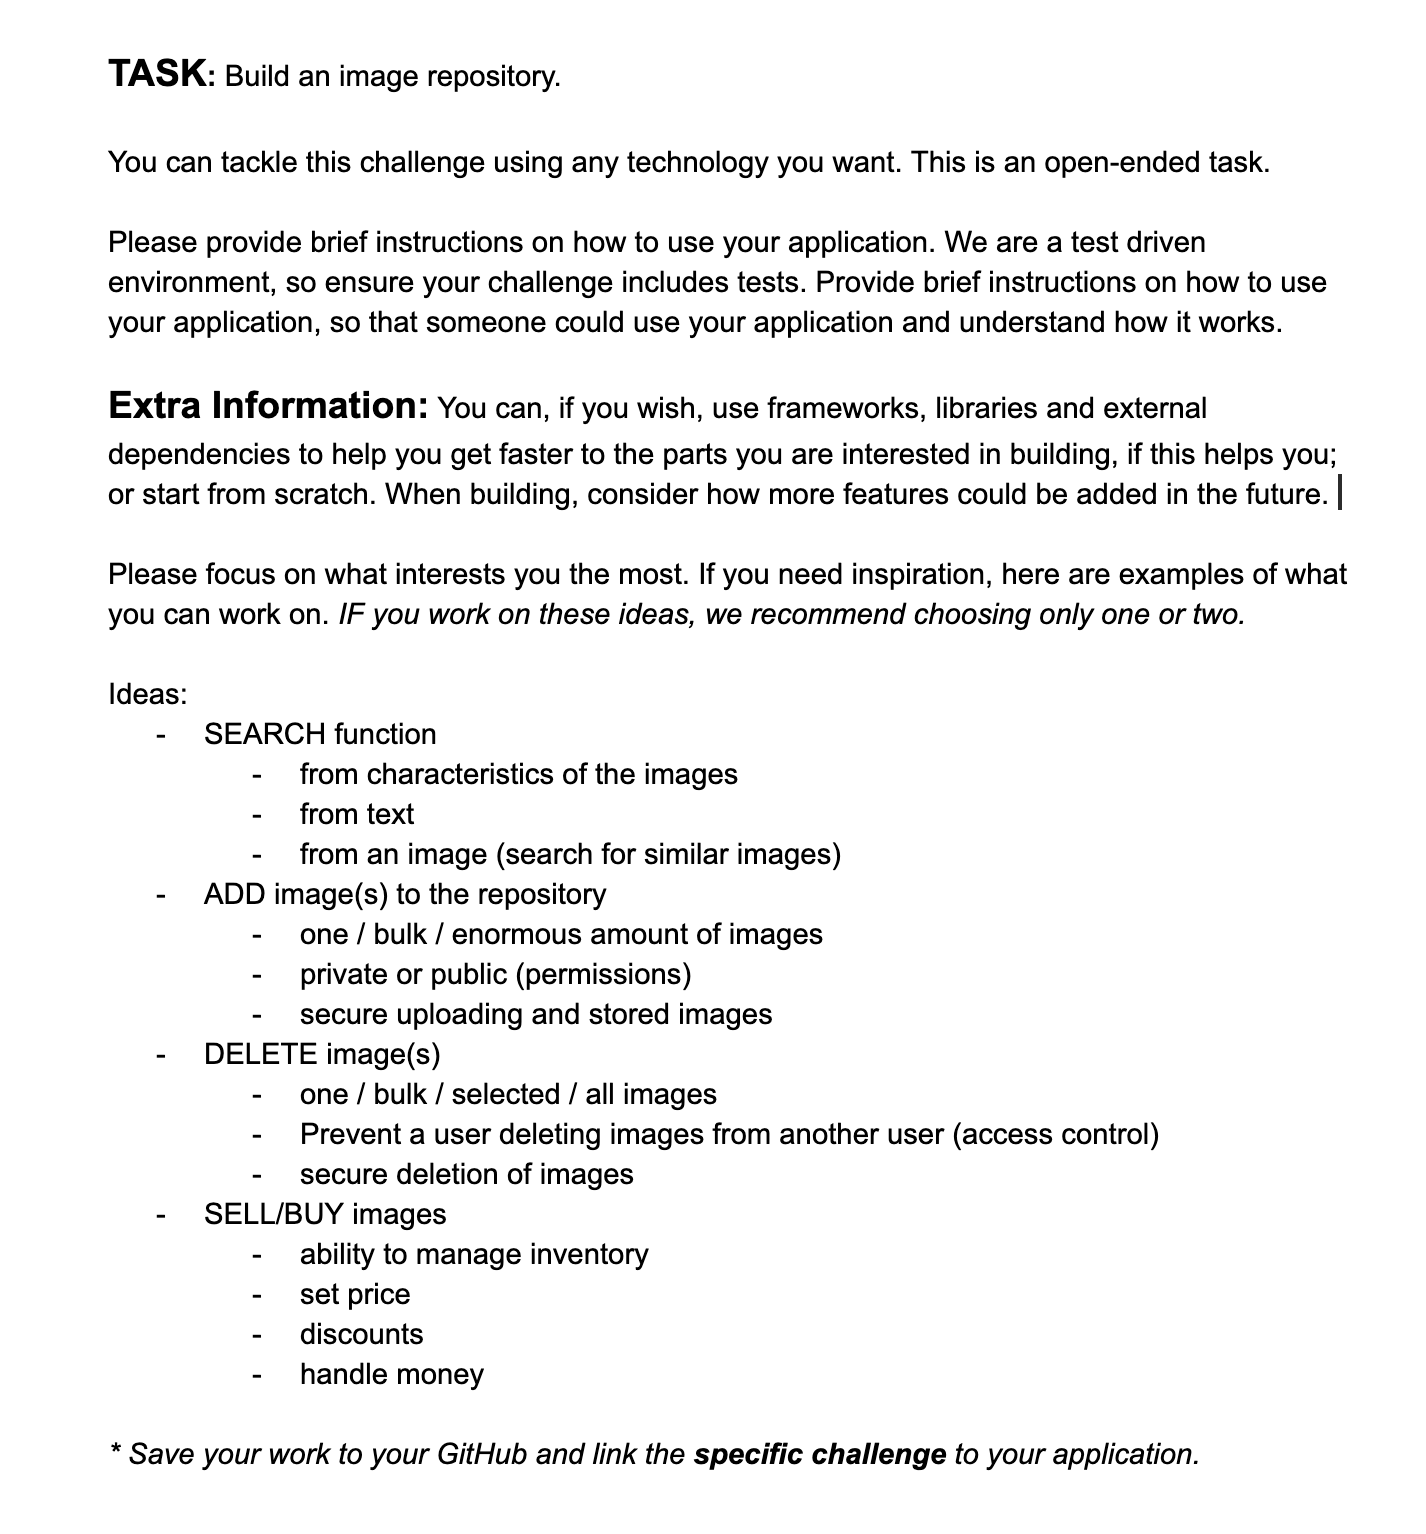 TASK: Build an image repository.
You can tackle this challenge using any technology you want. This is an open-ended task.
Please provide brief instructions on how to use your application. We are a test driven
environment, so ensure your challenge includes tests. Provide brief instructions on how to use
your application, so that someone could use your application and understand how it works.
Extra Information: You can, if you wish, use frameworks, libraries and external
dependencies to help you get faster to the parts you are interested in building, if this helps you;
or start from scratch. When building, consider how more features could be added in the future.
Please focus on what interests you the most. If you need inspiration, here are examples of what
you can work on. IF you work on these ideas, we recommend choosing only one or two.
Ideas:
- SEARCH function
- from characteristics of the images
- from text
- from an image (search for similar images)
- ADD image(s) to the repository
- one / bulk / enormous amount of images
- private or public (permissions)
- secure uploading and stored images
- DELETE image(s)
- one / bulk / selected / all images
- Prevent a user deleting images from another user (access control)
- secure deletion of images
- SELL/BUY images
- ability to manage inventory
- set price
- discounts
- handle money
* Save your work to your GitHub and link the specific challenge to your application.